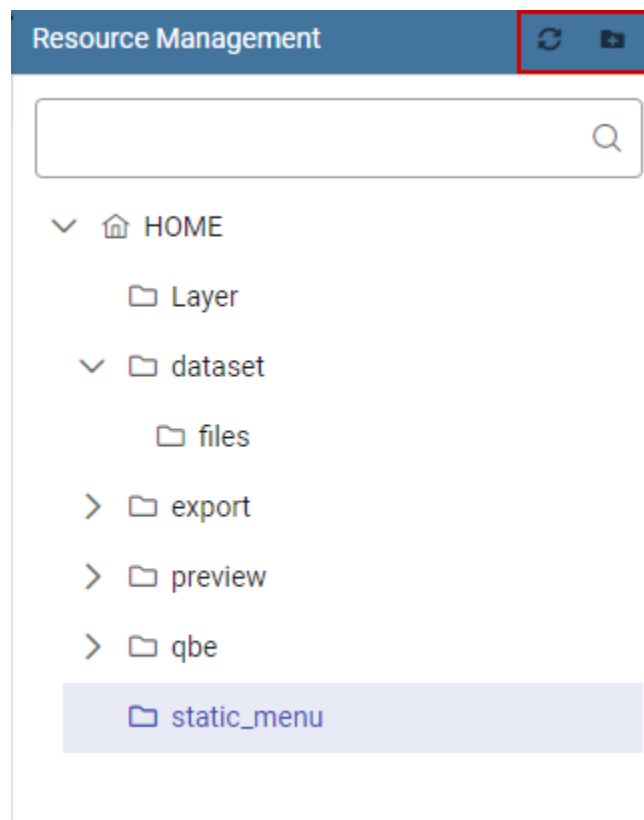 Resource Management
HOME
Layer
dataset
files
export
preview
qbe
static_menu